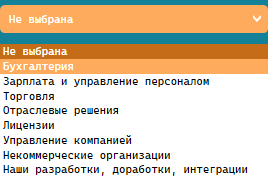 Не выбрана
Не выбрана
Бухгалтерия
Зарплата и управление персоналом
Торговля
Отраслевые решения
Лицензии
Управление компанией
Некоммерческие организации
Наши разработки, доработки, интеграции